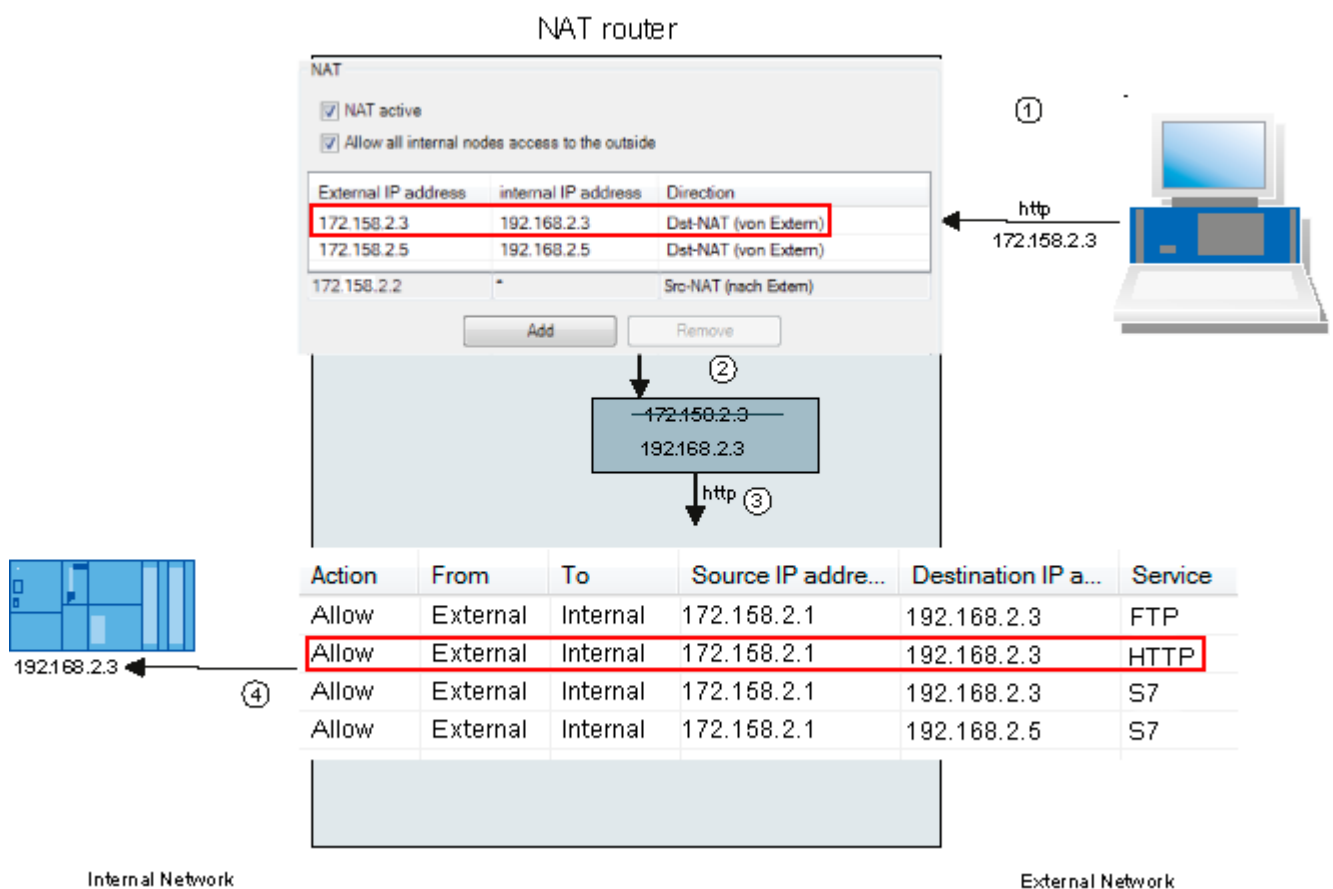 NAT router
NAT
NAT active
Allow all internal nodes access to the outside
External IP address internal IP address Direction
172.158.2.3 192.168.2.3 Dst-NAT (von Extern)
172.158.2.5 192.168.2.5 Dst-NAT (von Extern)
172.158.2.2 * Src-NAT (nach Extern)
Add Remove
1
http
172.158.2.3
2
172.158.2.3
192.168.2.3
http 3
Action From To Source IP addre... Destination IP a... Service
Allow External Internal 172.158.2.1 192.168.2.3 FTP
Allow External Internal 172.158.2.1 192.168.2.3 HTTP
Allow External Internal 172.158.2.1 192.168.2.3 S7
Allow External Internal 172.158.2.1 192.168.2.5 S7
192.168.2.3
4
Internal Network
External Network